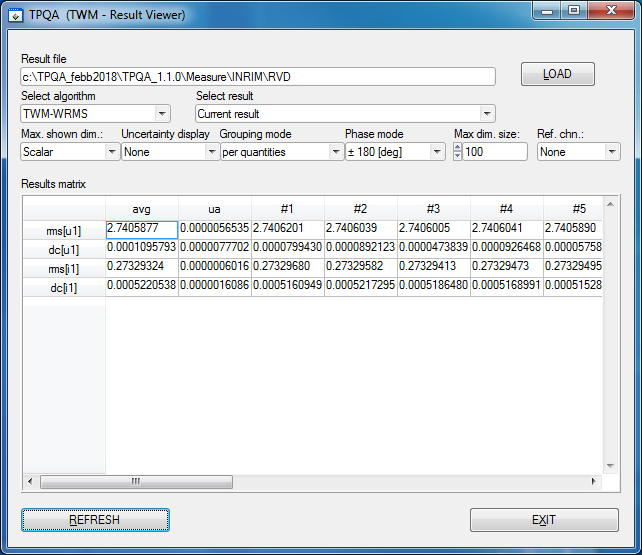 TPQA (TWM - Result Viewer)
Result file
c:\TPQA_febb2018\TPQA_1.1.0\Measure\INRIM\RVD
LOAD
Select algorithm Select result
TWM-WRMS Current result
Max. shown dim.: Uncertainty display Grouping mode Phase mode Max dim. size: Ref. chn.:
Scalar None per quantities ± 180 [deg] 100 None
Results matrix
avg ua #1 #2 #3 #4 #5
ms[u1] 2.7405877 0.0000056535 2.7406201 2.7406039 2.7406005 2.7406041 2.7405890
dc[u1] 0.0001095793 0.0000077702 0.0000799430 0.0000892123 0.0000473839 0.0000926468 0.00005758
ms[i1] 0.27329324 0.0000006016 0.27329680 0.27329582 0.27329413 0.27329473 0.27329495
dc[i1] 0.0005220538 0.0000016086 0.0005160949 0.0005217295 0.0005186480 0.0005168991 0.00051528
REFRESH EXIT